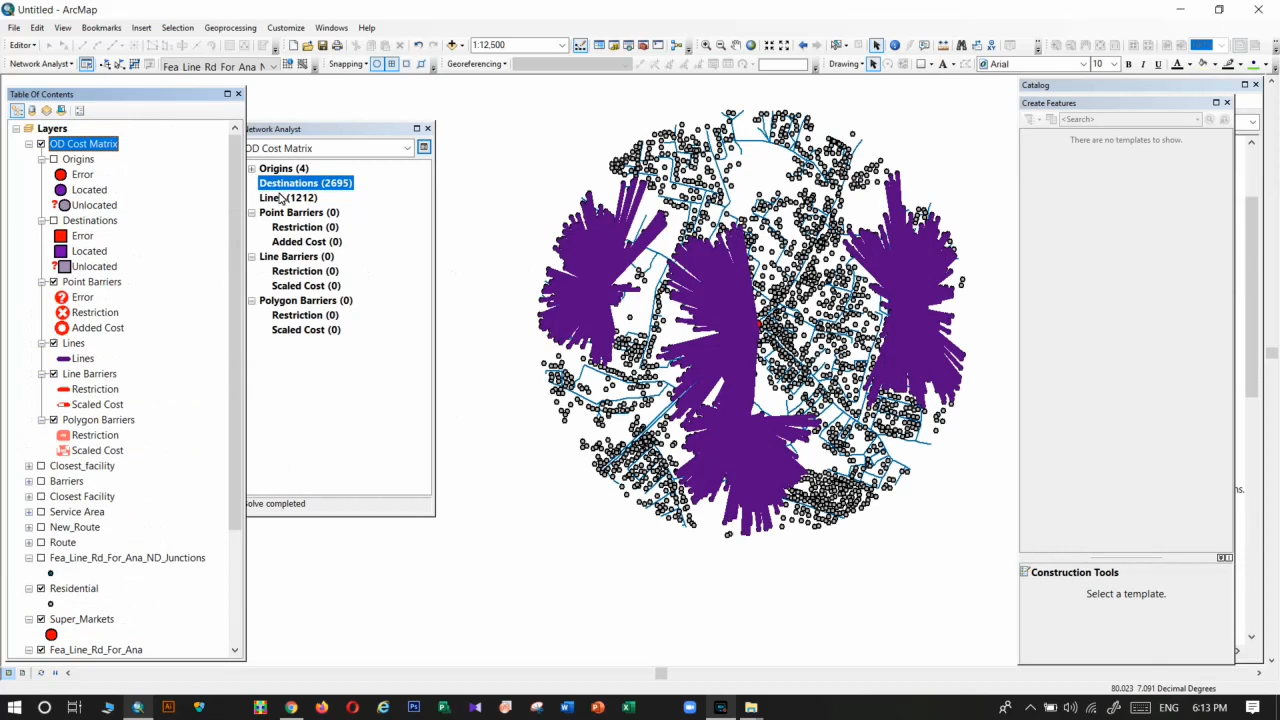 Untitled - ArcMap
File Edit View Bookmarks Insert Selection Geoprocessing Customize Windows Help
Editor 1:12,500
Network Analyst Fea Line Rd For Ana N Snapping Georeferencing Drawing Arial 10 B I U A
Table Of Contents
Layers
OD Cost Matrix
Origins
Error
Located
Unlocated
Destinations
Error
Located
Unlocated
Point Barriers
Error
Restriction
Added Cost
Lines
Lines
Line Barriers
Restriction
Scaled Cost
Polygon Barriers
Restriction
Scaled Cost
Closest_facility
Barriers
Closest Facility
Service Area
New_Route
Route
Fea_Line_Rd_For_Ana_ND_Junctions
Residential
Super_Markets
Fea_Line_Rd_For_Ana
Network Analyst
OD Cost Matrix
Origins (4)
Destinations (2695)
Lines (1212)
Point Barriers (0)
Restriction (0)
Added Cost (0)
Line Barriers (0)
Restriction (0)
Scaled Cost (0)
Polygon Barriers (0)
Restriction (0)
Scaled Cost (0)
Solve completed
Catalog
Create Features
<Search>
There are no templates to show.
Construction Tools
Select a template.
80.023 7.091 Decimal Degrees
ENG 6:13 PM